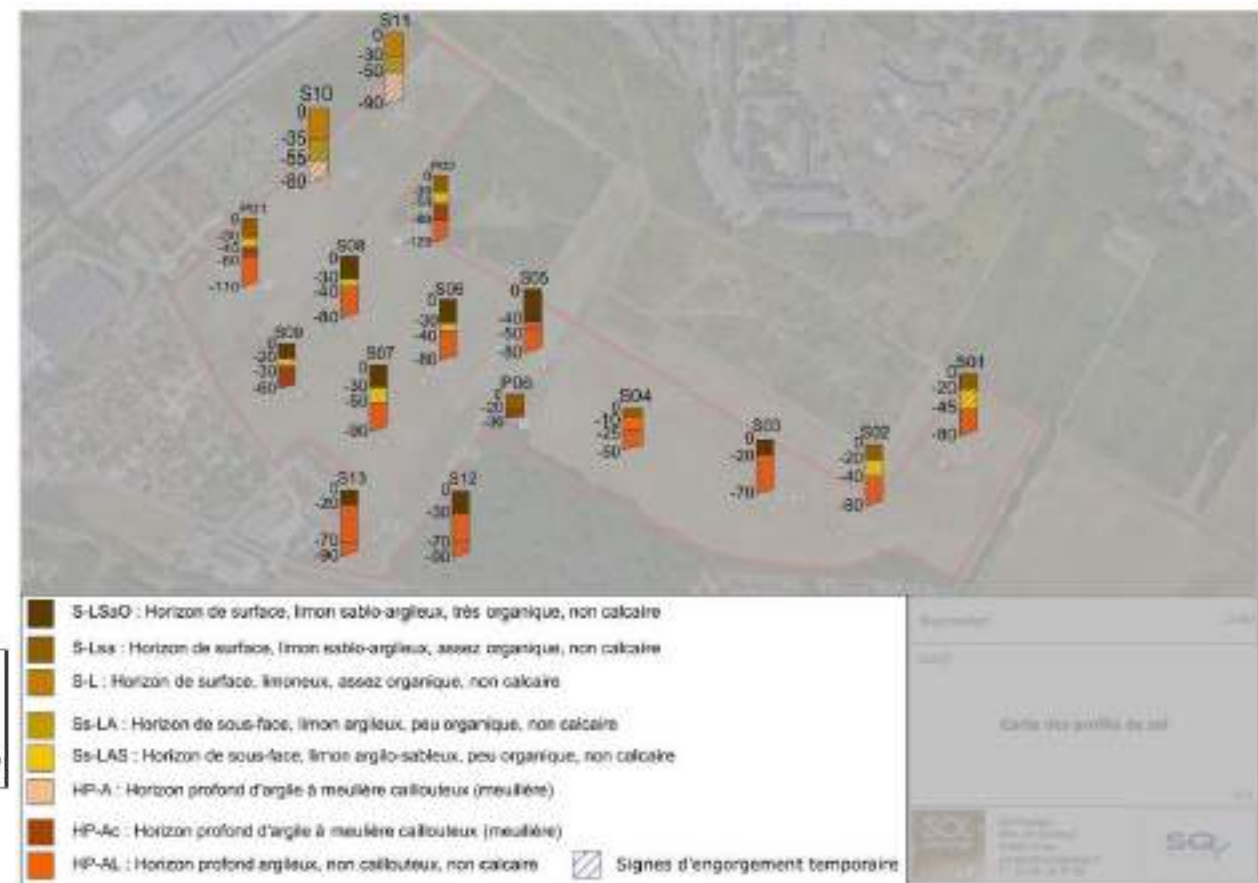 S11
0
-30
-50
-90
S10
0
-35
-55
-80
P01
0
-40
-110
0
-120
S08
0
-30
-40
-80
S06
0
-30
-40
-80
S05
0
-40
-50
-80
S09
0
-20
-30
-60
S07
0
-30
-50
-90
P06
-20
S04
-50
S03
0
-20
-70
S02
0
-20
-40
-80
S01
0
-20
-45
-80
S13
0
-20
-70
-90
S12
0
-30
-70
-90
S-LSaO : Horizon de surface, limon sablo-argileux, très organique, non calcaire
S-Lsa : Horizon de surface, limon sablo-argileux, assez organique, non calcaire
S-L : Horizon de surface, limoneux, assez organique, non calcaire
Ss-LA : Horizon de sous-face, limon argileux, peu organique, non calcaire
Ss-LAS : Horizon de sous-face, limon argilo-sableux, peu organique, non calcaire
HP-A : Horizon profond d'argile à meulière caillouteux (meulière)
HP-Ac : Horizon profond d'argile à meulière caillouteux (meulière)
HP-AL : Horizon profond argileux, non caillouteux, non calcaire
Signes d'engorgement temporaire
Carte des profils de sol
SQY